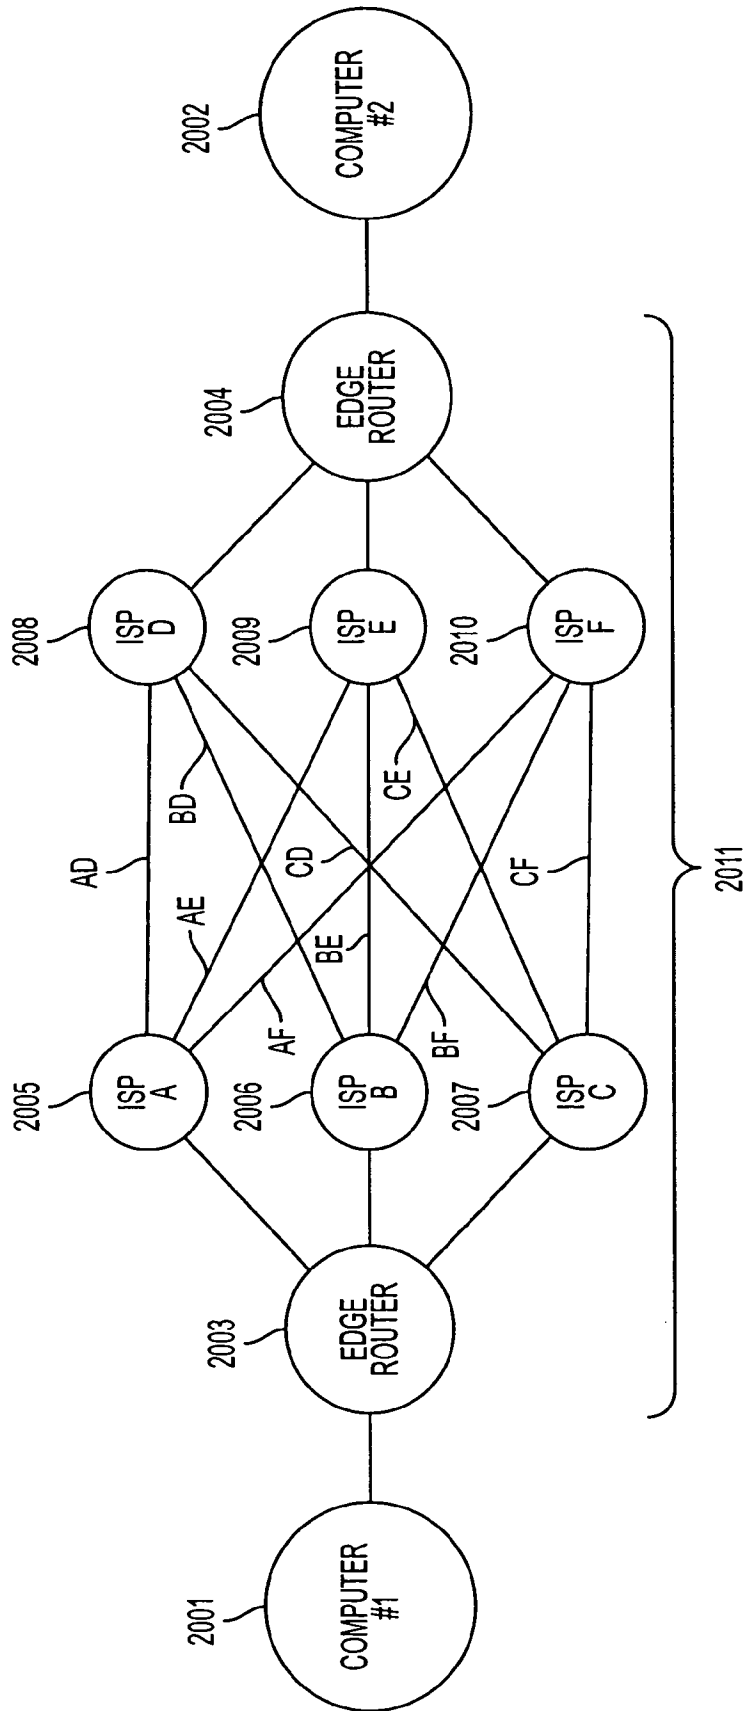 2001
COMPUTER
#1
2003
EDGE
ROUTER
2005
ISP
A
2006
ISP
B
2007
ISP
C
AD
AE
BD
AF
CD
BE
CE
BF
CF
2008
ISP
D
2009
ISP
E
2010
ISP
F
2004
EDGE
ROUTER
2002
COMPUTER
#2
2011